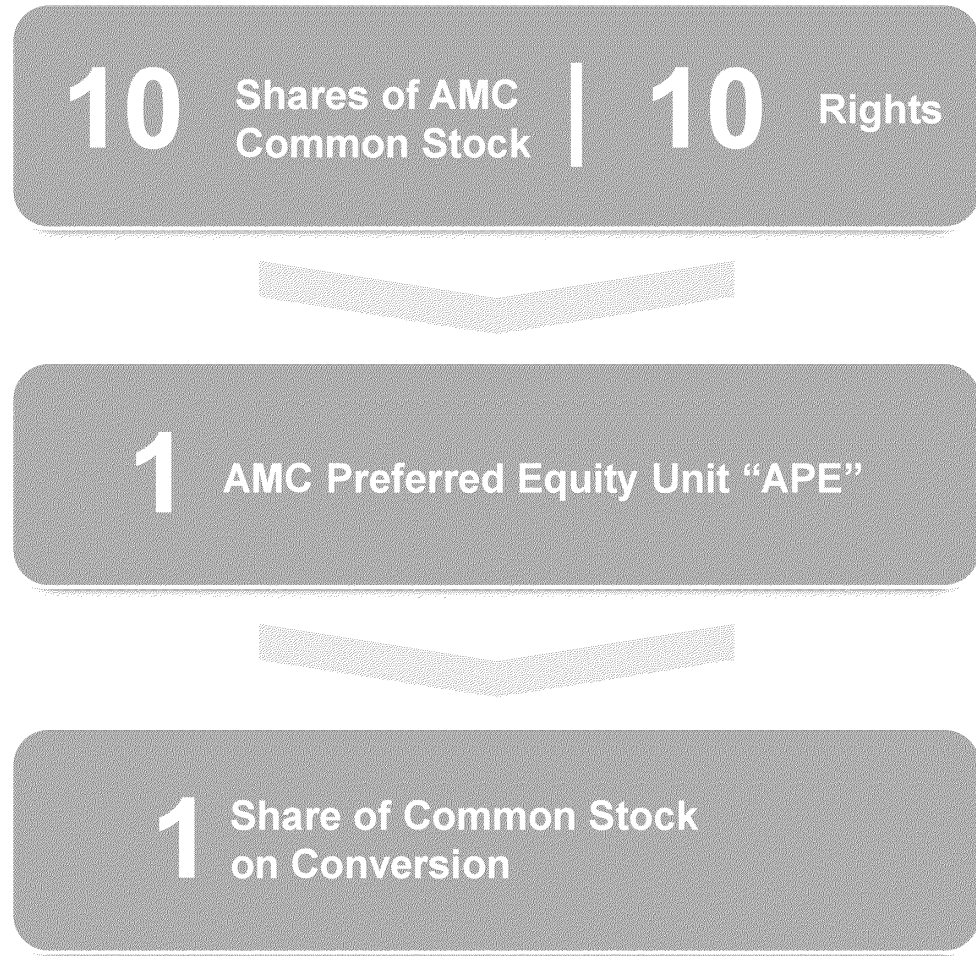 10 Shares of AMC Common Stock | 10 Rights
1 AMC Preferred Equity Unit “APE”
1 Share of Common Stock
on Conversion